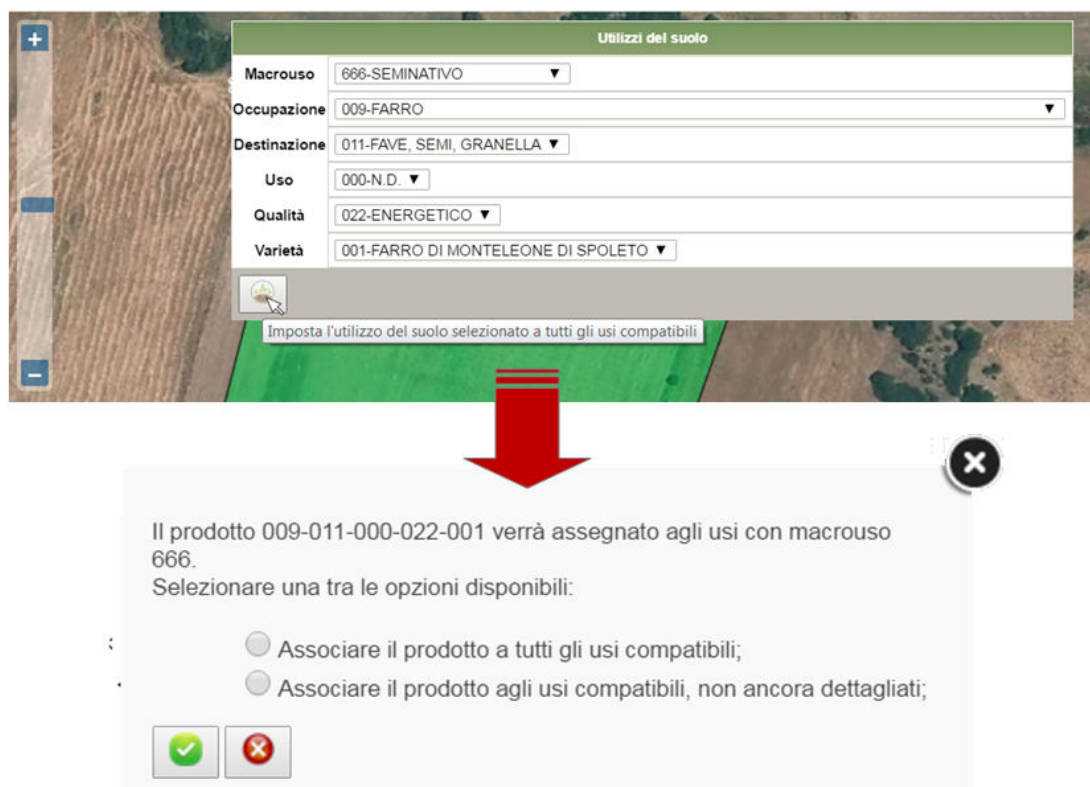 +
Utilizzi del suolo
Macrouso 666-SEMINATIVO
Occupazione 009-FARRO
Destinazione 011-FAVE, SEMI, GRANELLA
Uso 000-N.D.
Qualità 022-ENERGETICO
Varietà 001-FARRO DI MONTELEONE DI SPOLETO
Imposta l'utilizzo del suolo selezionato a tutti gli usi compatibili
–
Il prodotto 009-011-000-022-001 verrà assegnato agli usi con macrouso
666.
Selezionare una tra le opzioni disponibili:
Associare il prodotto a tutti gli usi compatibili;
Associare il prodotto agli usi compatibili, non ancora dettagliati;